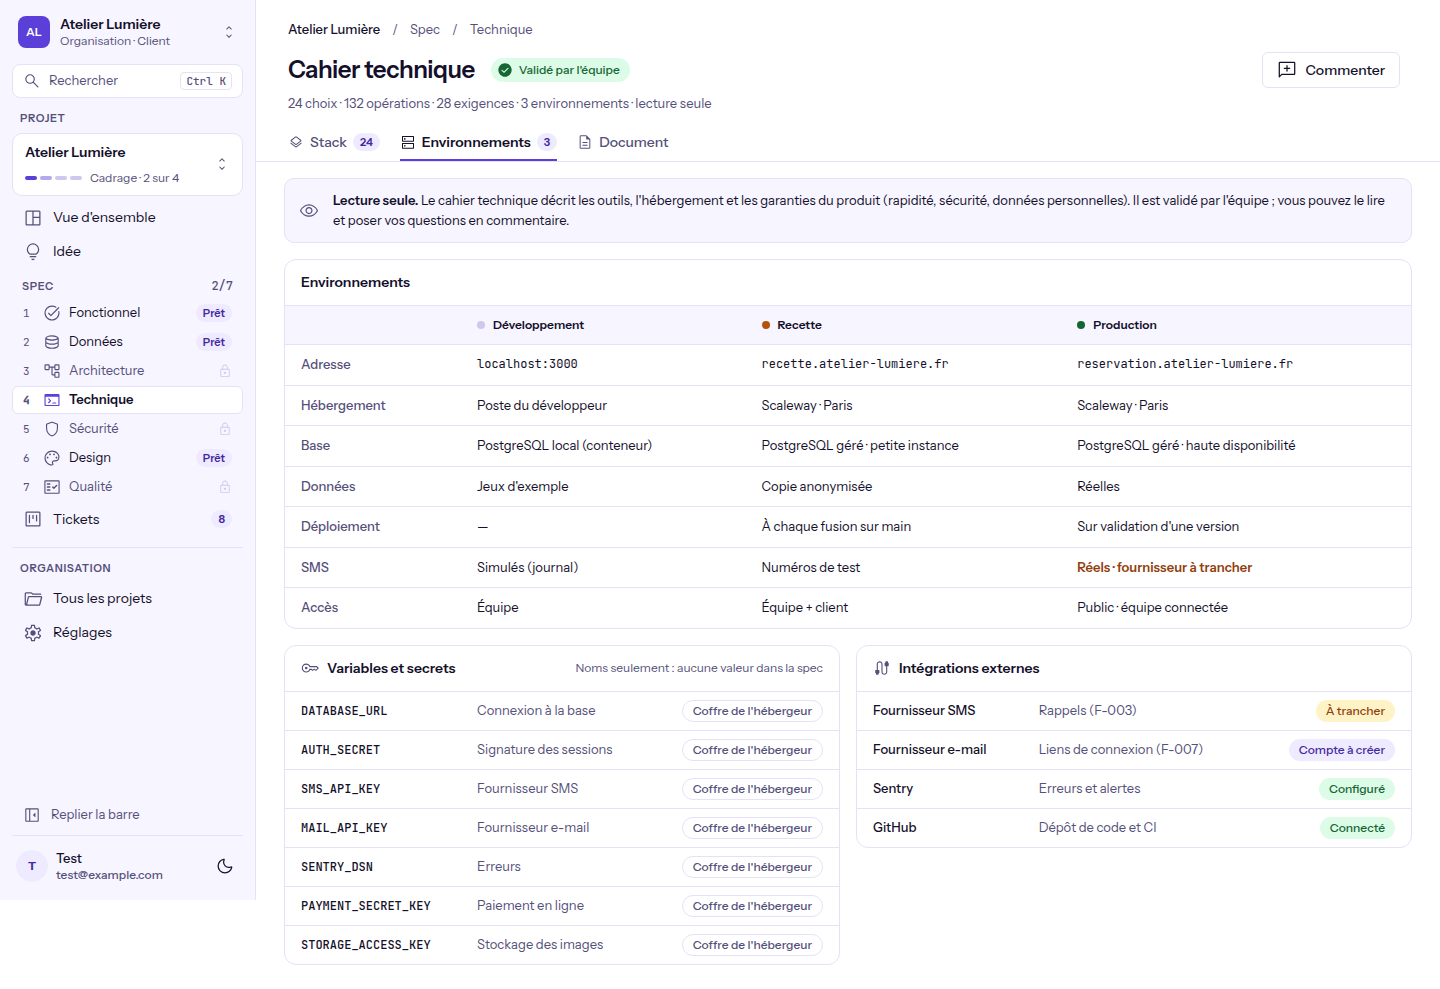 AL
Atelier Lumière
Organisation · Client
Rechercher
Ctrl K
PROJET
Atelier Lumière
Cadrage · 2 sur 4
Vue d'ensemble
Idée
SPEC 2/7
1 Fonctionnel Prêt
2 Données Prêt
3 Architecture
4 Technique
5 Sécurité
6 Design Prêt
7 Qualité
Tickets 8
ORGANISATION
Tous les projets
Réglages
Replier la barre
T
Test
test@example.com
Atelier Lumière / Spec / Technique
Cahier technique
Validé par l'équipe
Commenter
24 choix · 132 opérations · 28 exigences · 3 environnements · lecture seule
Stack 24
Environnements 3
Document
Lecture seule. Le cahier technique décrit les outils, l'hébergement et les garanties du produit (rapidité, sécurité, données personnelles). Il est validé par l'équipe ; vous pouvez le lire
et poser vos questions en commentaire.
Environnements
Développement Recette Production
Adresse localhost:3000 recette.atelier-lumiere.fr reservation.atelier-lumiere.fr
Hébergement Poste du développeur Scaleway · Paris Scaleway · Paris
Base PostgreSQL local (conteneur) PostgreSQL géré · petite instance PostgreSQL géré · haute disponibilité
Données Jeux d'exemple Copie anonymisée Réelles
Déploiement — À chaque fusion sur main Sur validation d'une version
SMS Simulés (journal) Numéros de test Réels · fournisseur à trancher
Accès Équipe Équipe + client Public · équipe connectée
Variables et secrets Noms seulement : aucune valeur dans la spec
DATABASE_URL Connexion à la base Coffre de l'hébergeur
AUTH_SECRET Signature des sessions Coffre de l'hébergeur
SMS_API_KEY Fournisseur SMS Coffre de l'hébergeur
MAIL_API_KEY Fournisseur e-mail Coffre de l'hébergeur
SENTRY_DSN Erreurs Coffre de l'hébergeur
PAYMENT_SECRET_KEY Paiement en ligne Coffre de l'hébergeur
STORAGE_ACCESS_KEY Stockage des images Coffre de l'hébergeur
Intégrations externes
Fournisseur SMS Rappels (F-003) À trancher
Fournisseur e-mail Liens de connexion (F-007) Compte à créer
Sentry Erreurs et alertes Configuré
GitHub Dépôt de code et CI Connecté